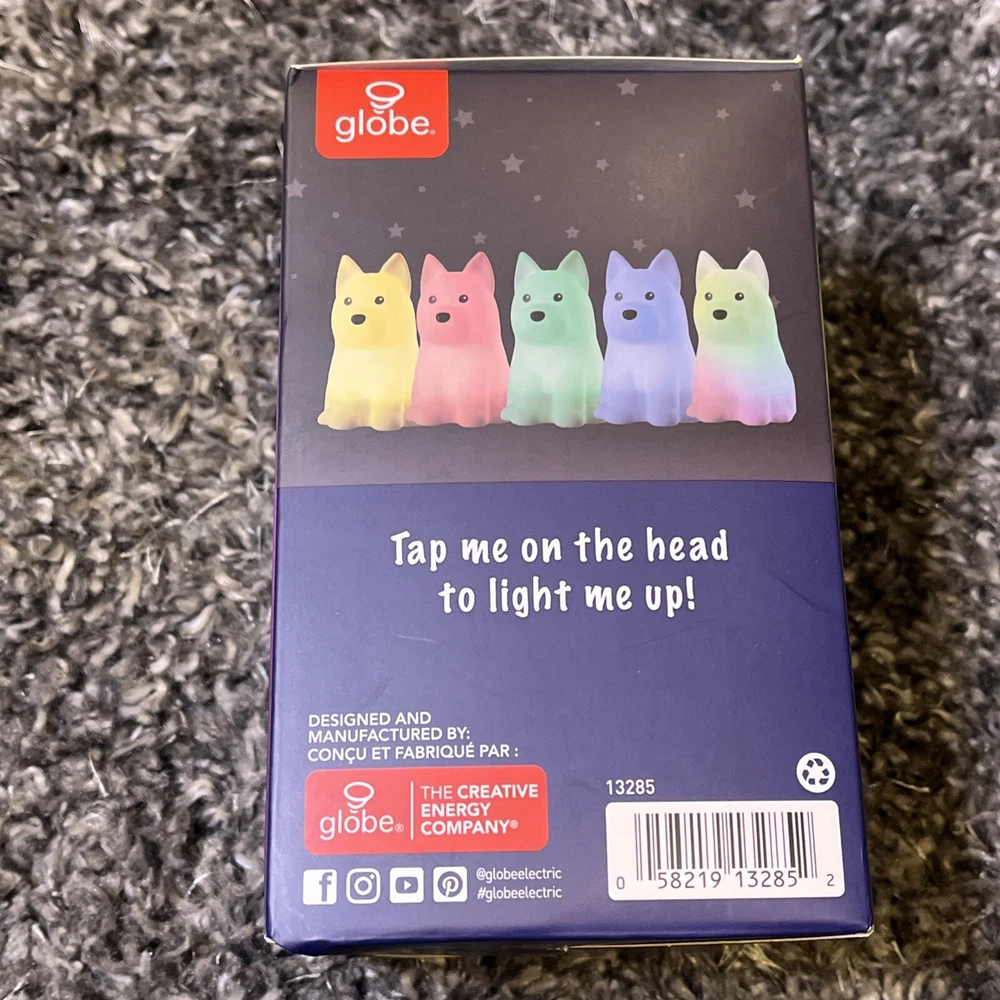 globe®
Tap me on the head
to light me up!
DESIGNED AND
MANUFACTURED BY:
CONÇU ET FABRIQUÉ PAR :
globe®
THE CREATIVE
ENERGY
COMPANY®
@globeelectric
#globeelectric
13285
0 58219 13285 2